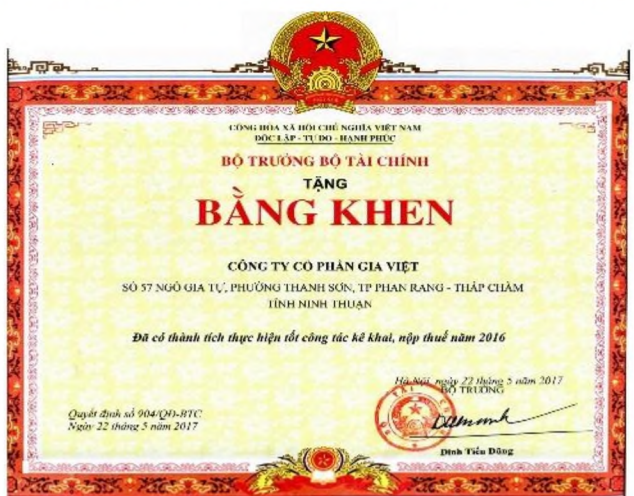 CỘNG HÒA XÃ HỘI CHỦ NGHĨA VIỆT NAM
ĐỘC LẬP - TỰ DO - HẠNH PHÚC
BỘ TRƯỞNG BỘ TÀI CHÍNH
TẶNG
BẰNG KHEN
CÔNG TY CỔ PHẦN GIA VIỆT
SỐ 57 NGÔ GIA TỰ, PHƯỜNG THANH SƠN, TP PHAN RANG - THÁP CHÀM
TỈNH NINH THUẬN
Đã có thành tích thực hiện tốt công tác kê khai, nộp thuế năm 2016
Hà Nội, ngày 22 tháng 5 năm 2017
BỘ TRƯỞNG
Quyết định số 904/QĐ-BTC
Ngày 22 tháng 5 năm 2017
Đinh Tiến Dũng